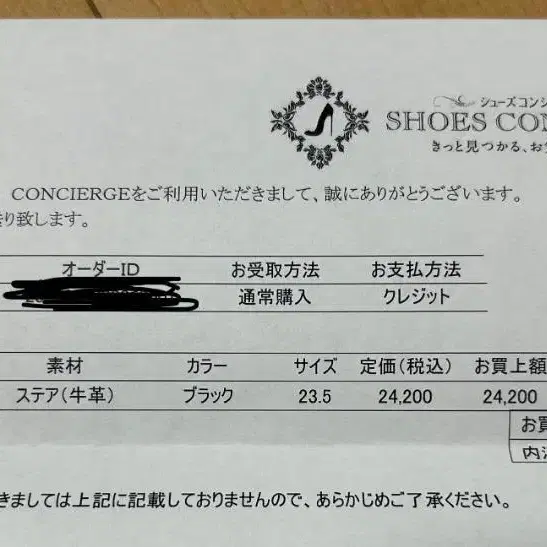 シューズコンシ
SHOES CON
きっと見つかる、お
CONCIERGEをご利用いただきまして、誠にありがとうございます。
り致します。
オーダーID お受取方法 お支払方法
通常購入 クレジット
素材 カラー サイズ 定価(税込) お買上額
ステア(牛革) ブラック 23.5 24,200 24,200
お買
内消
きましては上記に記載しておりませんので、あらかじめご了承ください。